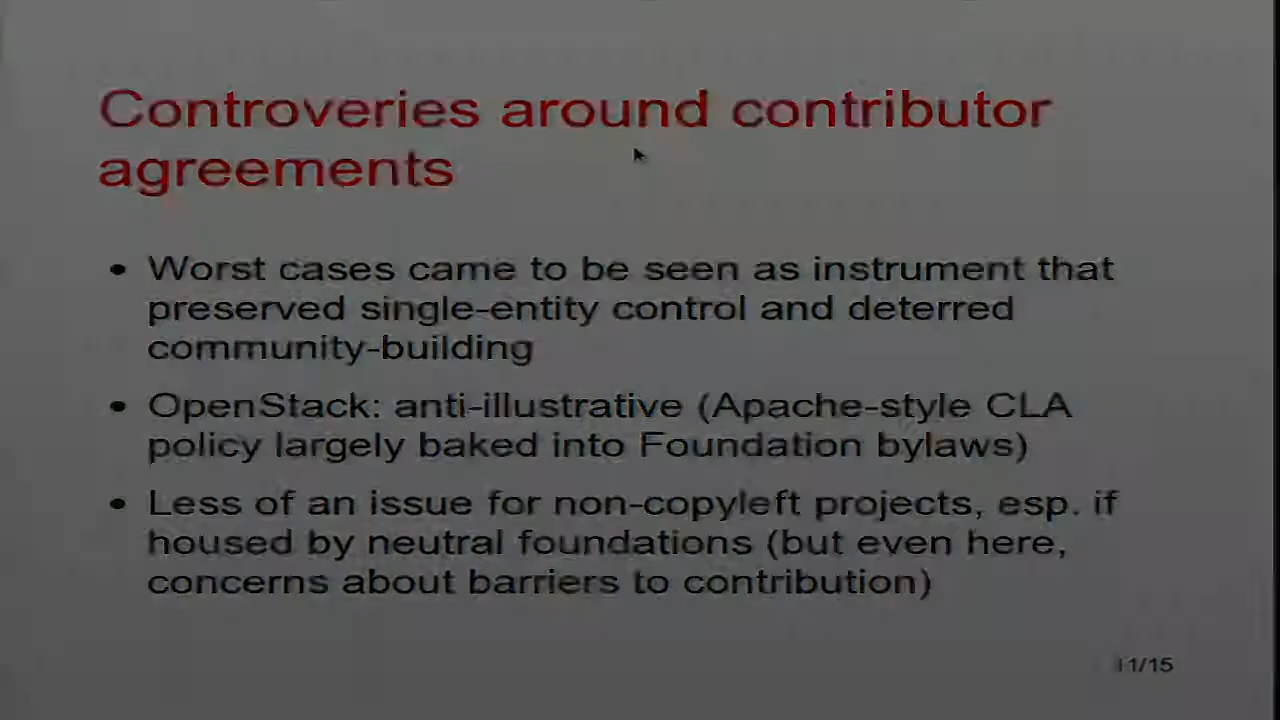 Controveries around contributor
agreements
• Worst cases came to be seen as instrument that
preserved single-entity control and deterred
community-building
• OpenStack: anti-illustrative (Apache-style CLA
policy largely baked into Foundation bylaws)
• Less of an issue for non-copyleft projects, esp. if
housed by neutral foundations (but even here,
concerns about barriers to contribution)
11/15